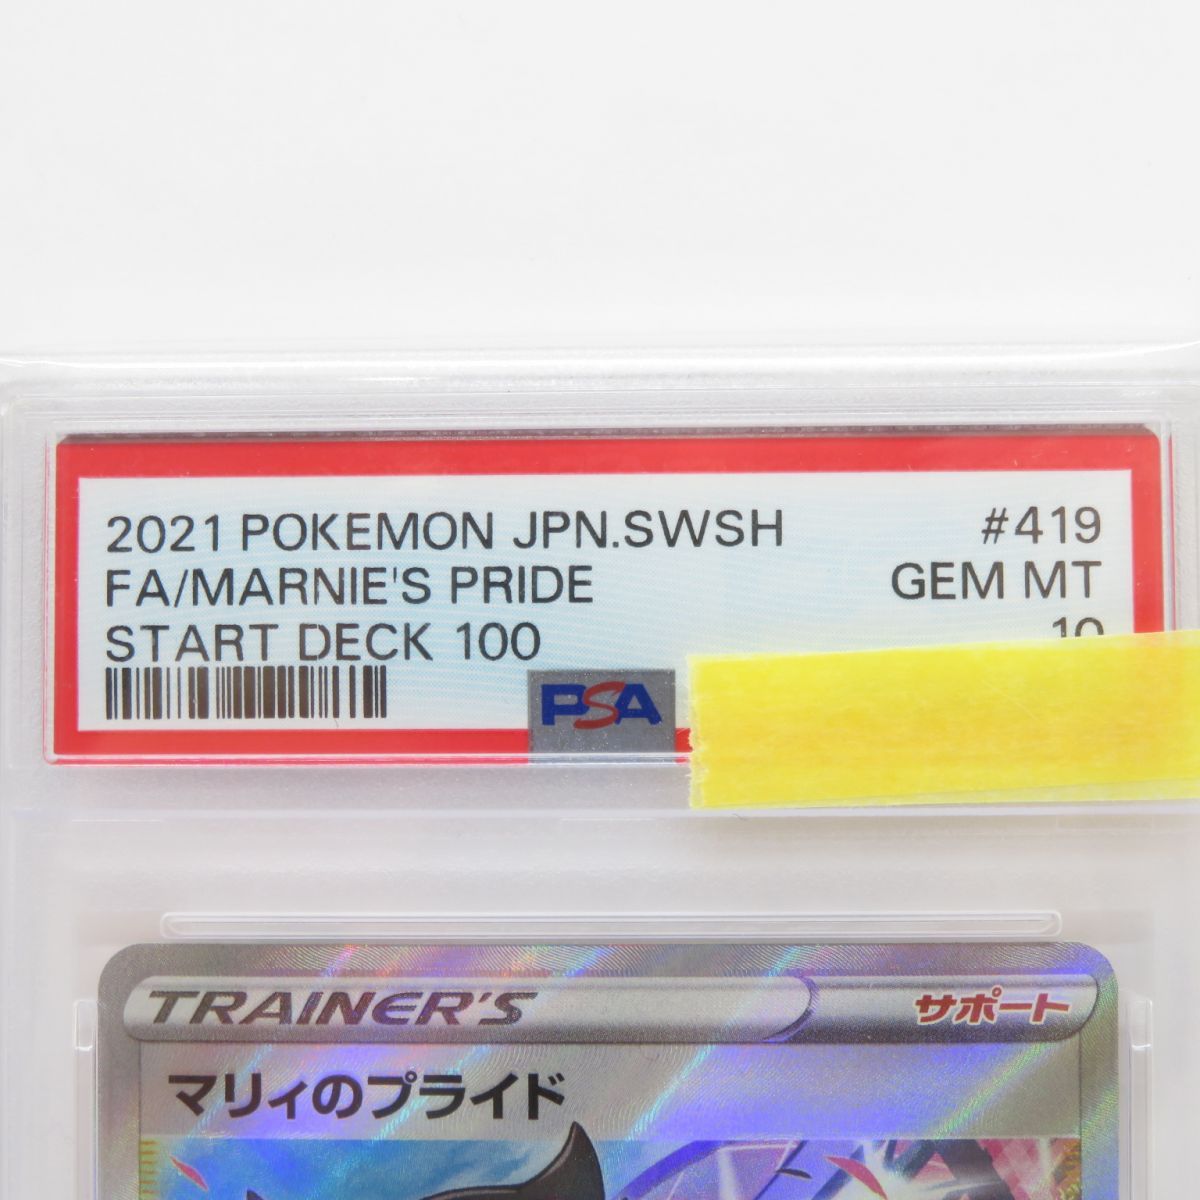 2021 POKEMON JPN.SWSH #419
FA/MARNIE'S PRIDE GEM MT
START DECK 100 10
PSA
TRAINER'S サポート
マリィのプライド